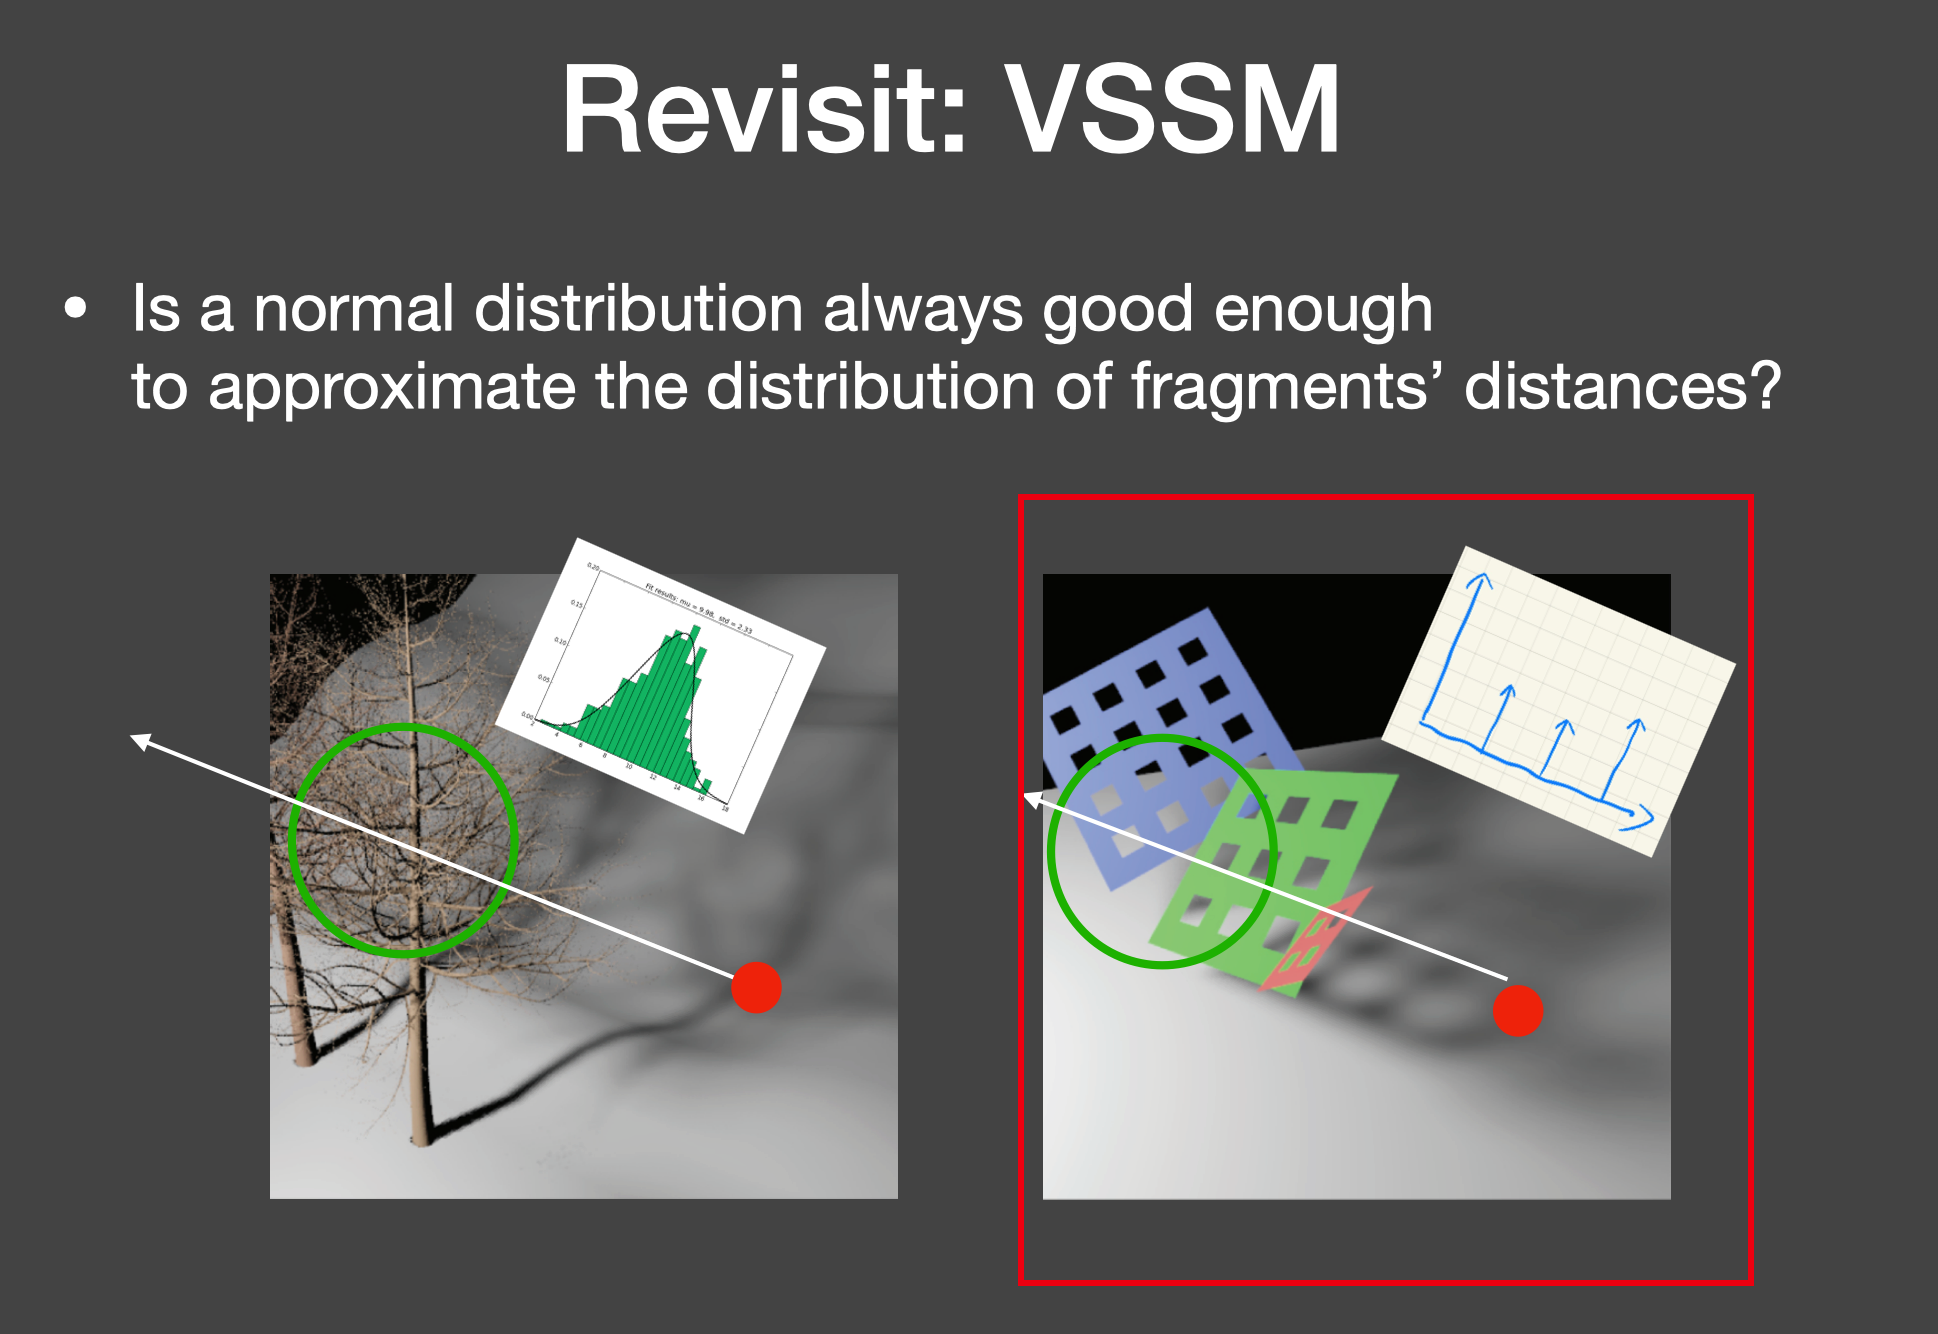 Revisit: VSSM
• Is a normal distribution always good enough
to approximate the distribution of fragments’ distances?
Fit results: mu = 9.98, std = 2.33
0.20
0.15
0.10
0.05
0.00
2 4 6 8 10 12 14 16 18